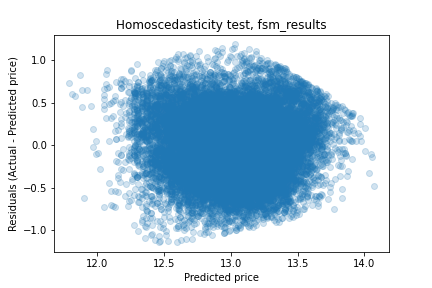 Homoscedasticity test, fsm_results
Residuals (Actual - Predicted price)
1.0
0.5
0.0
−0.5
−1.0
12.0 12.5 13.0 13.5 14.0
Predicted price